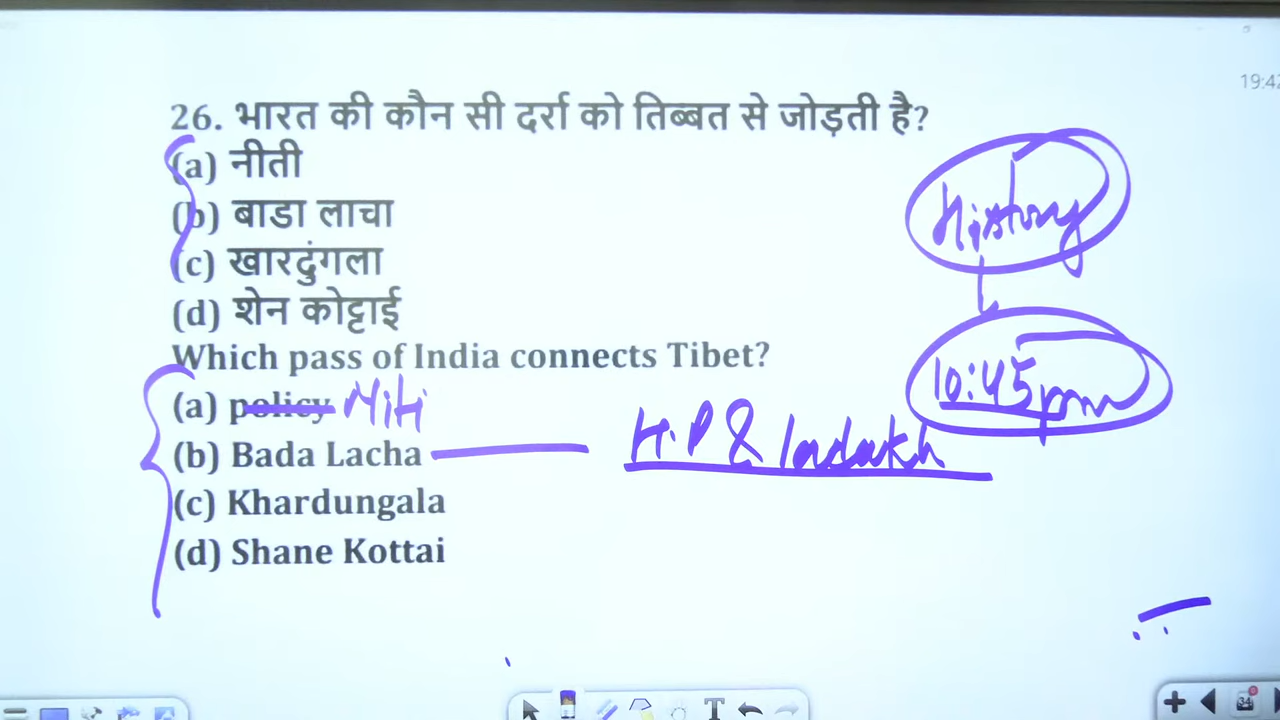 19:42
26. भारत की कौन सी दर्रा को तिब्बत से जोड़ती है?
(a) नीती
(b) बाडा लाचा
(c) खारदुंगला
(d) शेन कोट्टाई
History
10:45pm
Which pass of India connects Tibet?
(a) policy Niti
(b) Bada Lacha H.P & ladakh
(c) Khardungala
(d) Shane Kottai
T
34